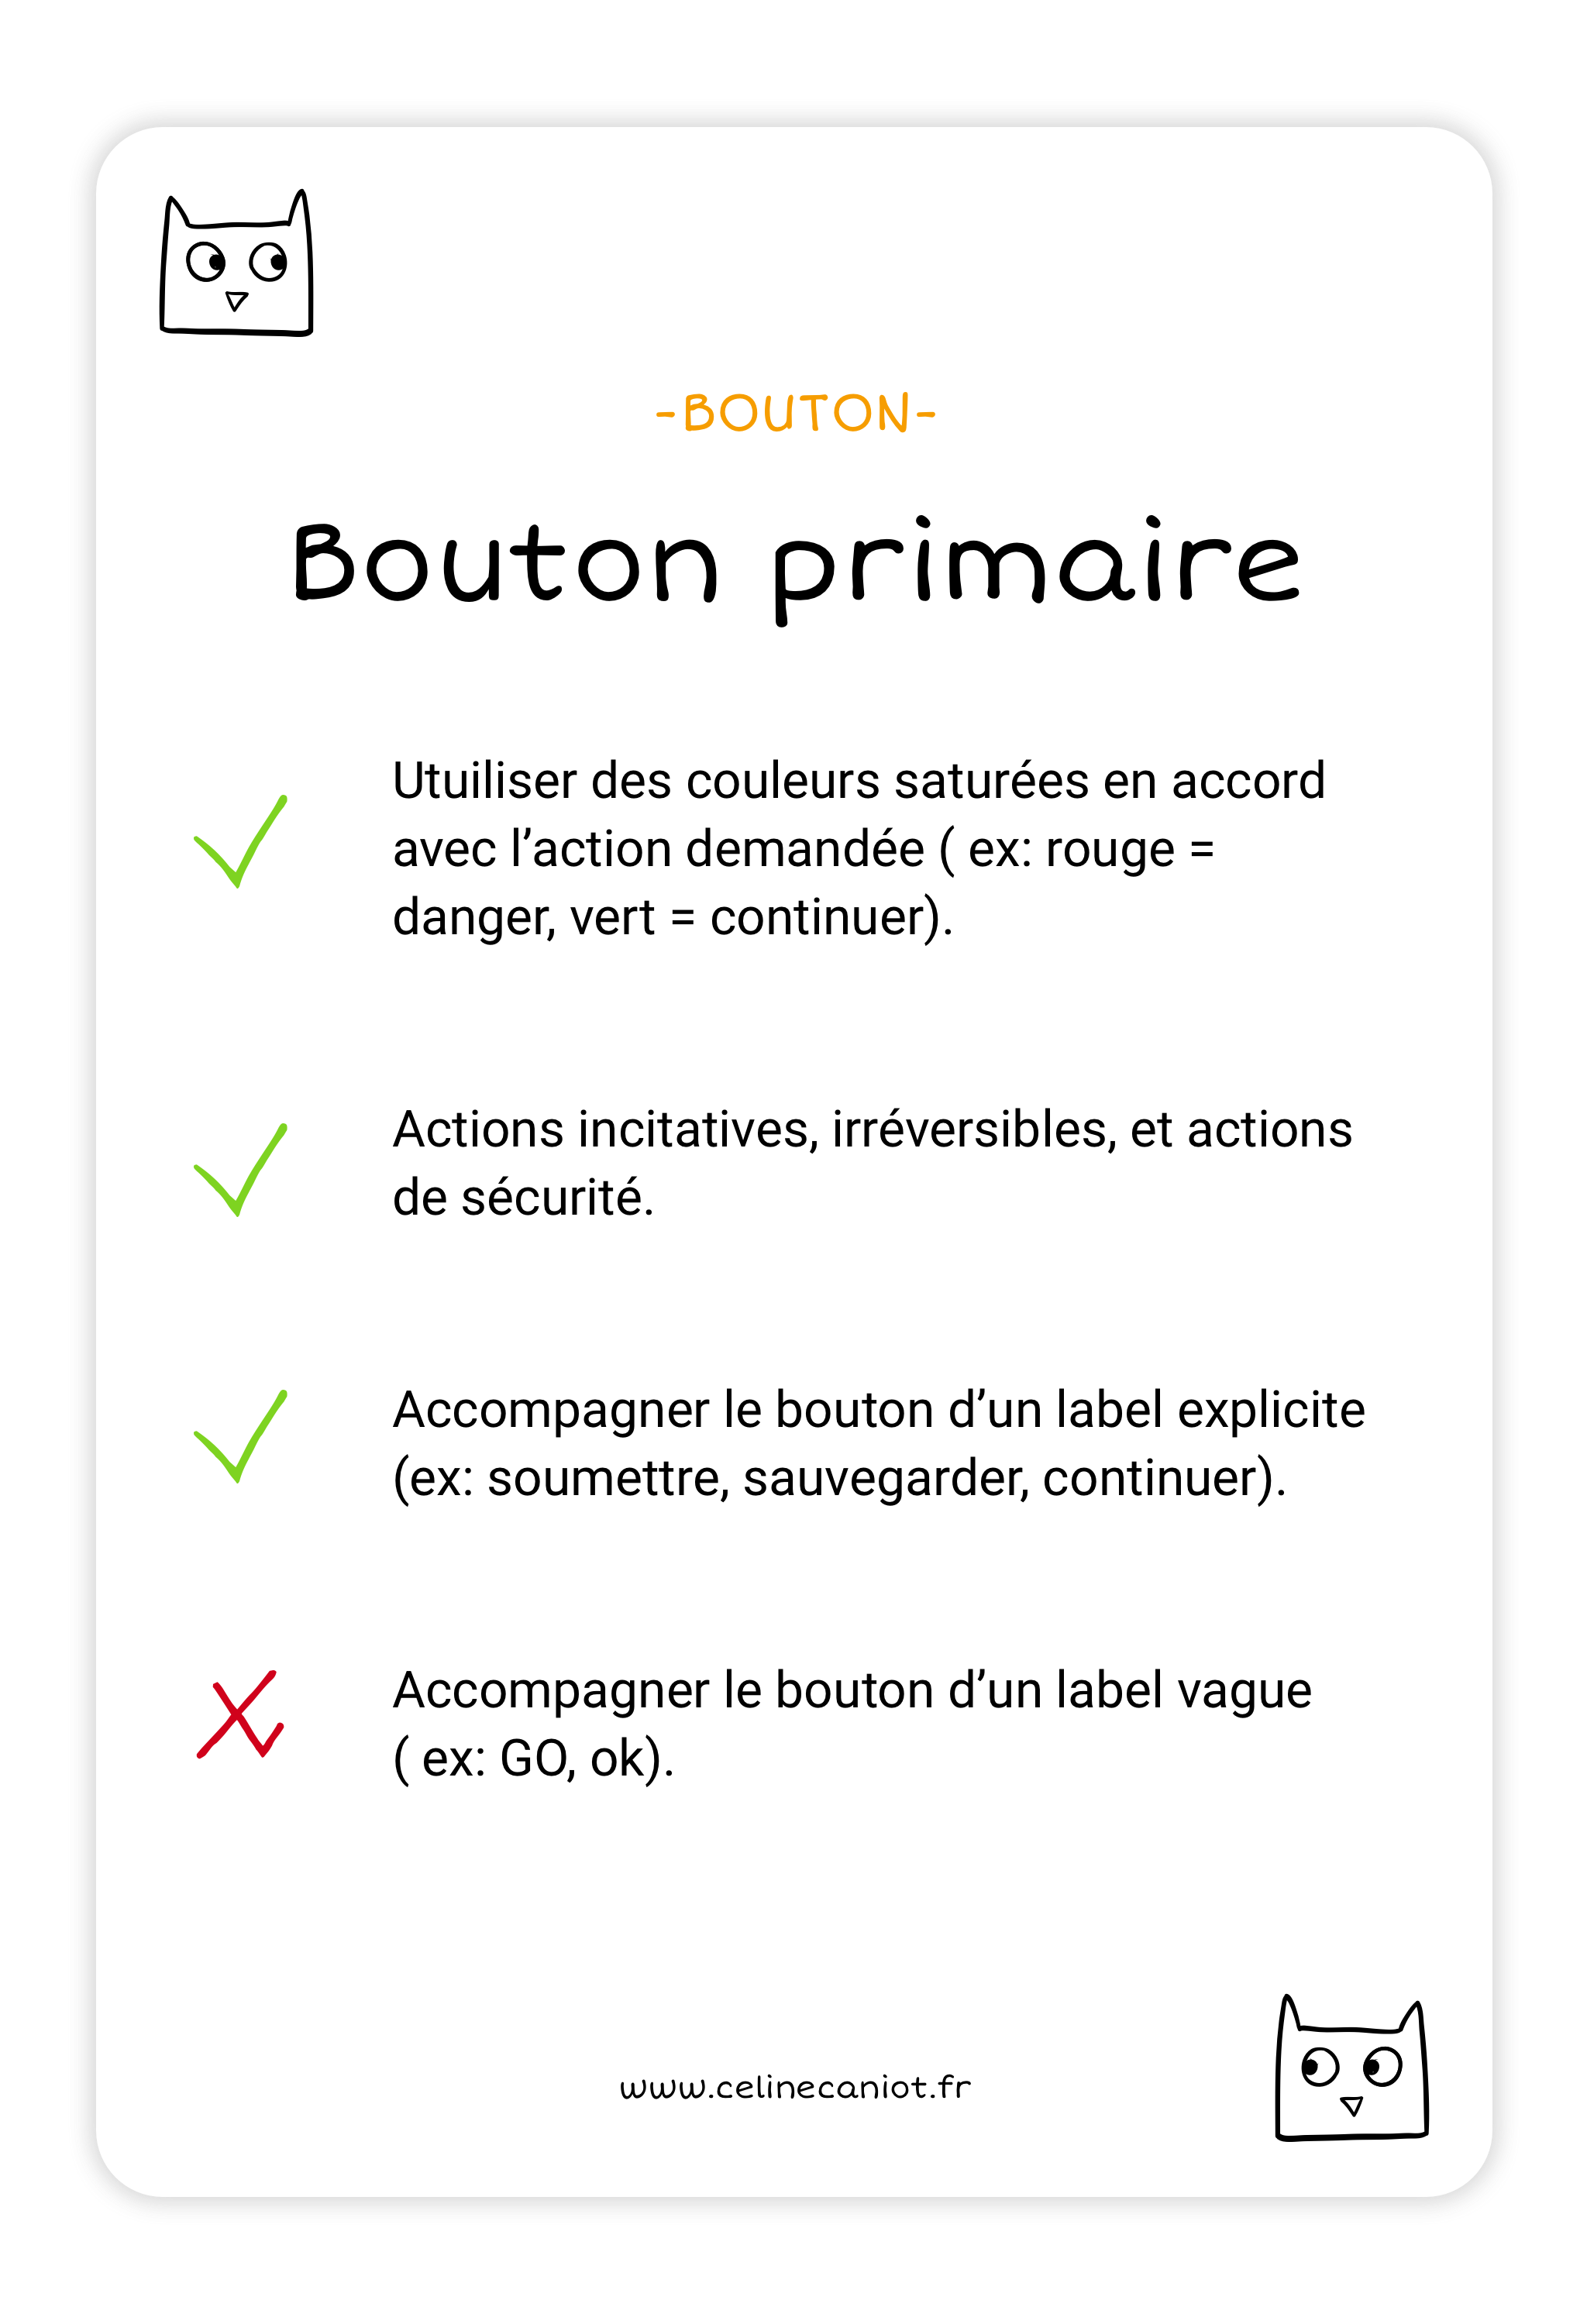 -BOUTON-
Bouton primaire
Utuiliser des couleurs saturées en accord
avec l’action demandée ( ex: rouge =
danger, vert = continuer).
Actions incitatives, irréversibles, et actions
de sécurité.
Accompagner le bouton d’un label explicite
(ex: soumettre, sauvegarder, continuer).
Accompagner le bouton d’un label vague
( ex: GO, ok).
www.celinecaniot.fr